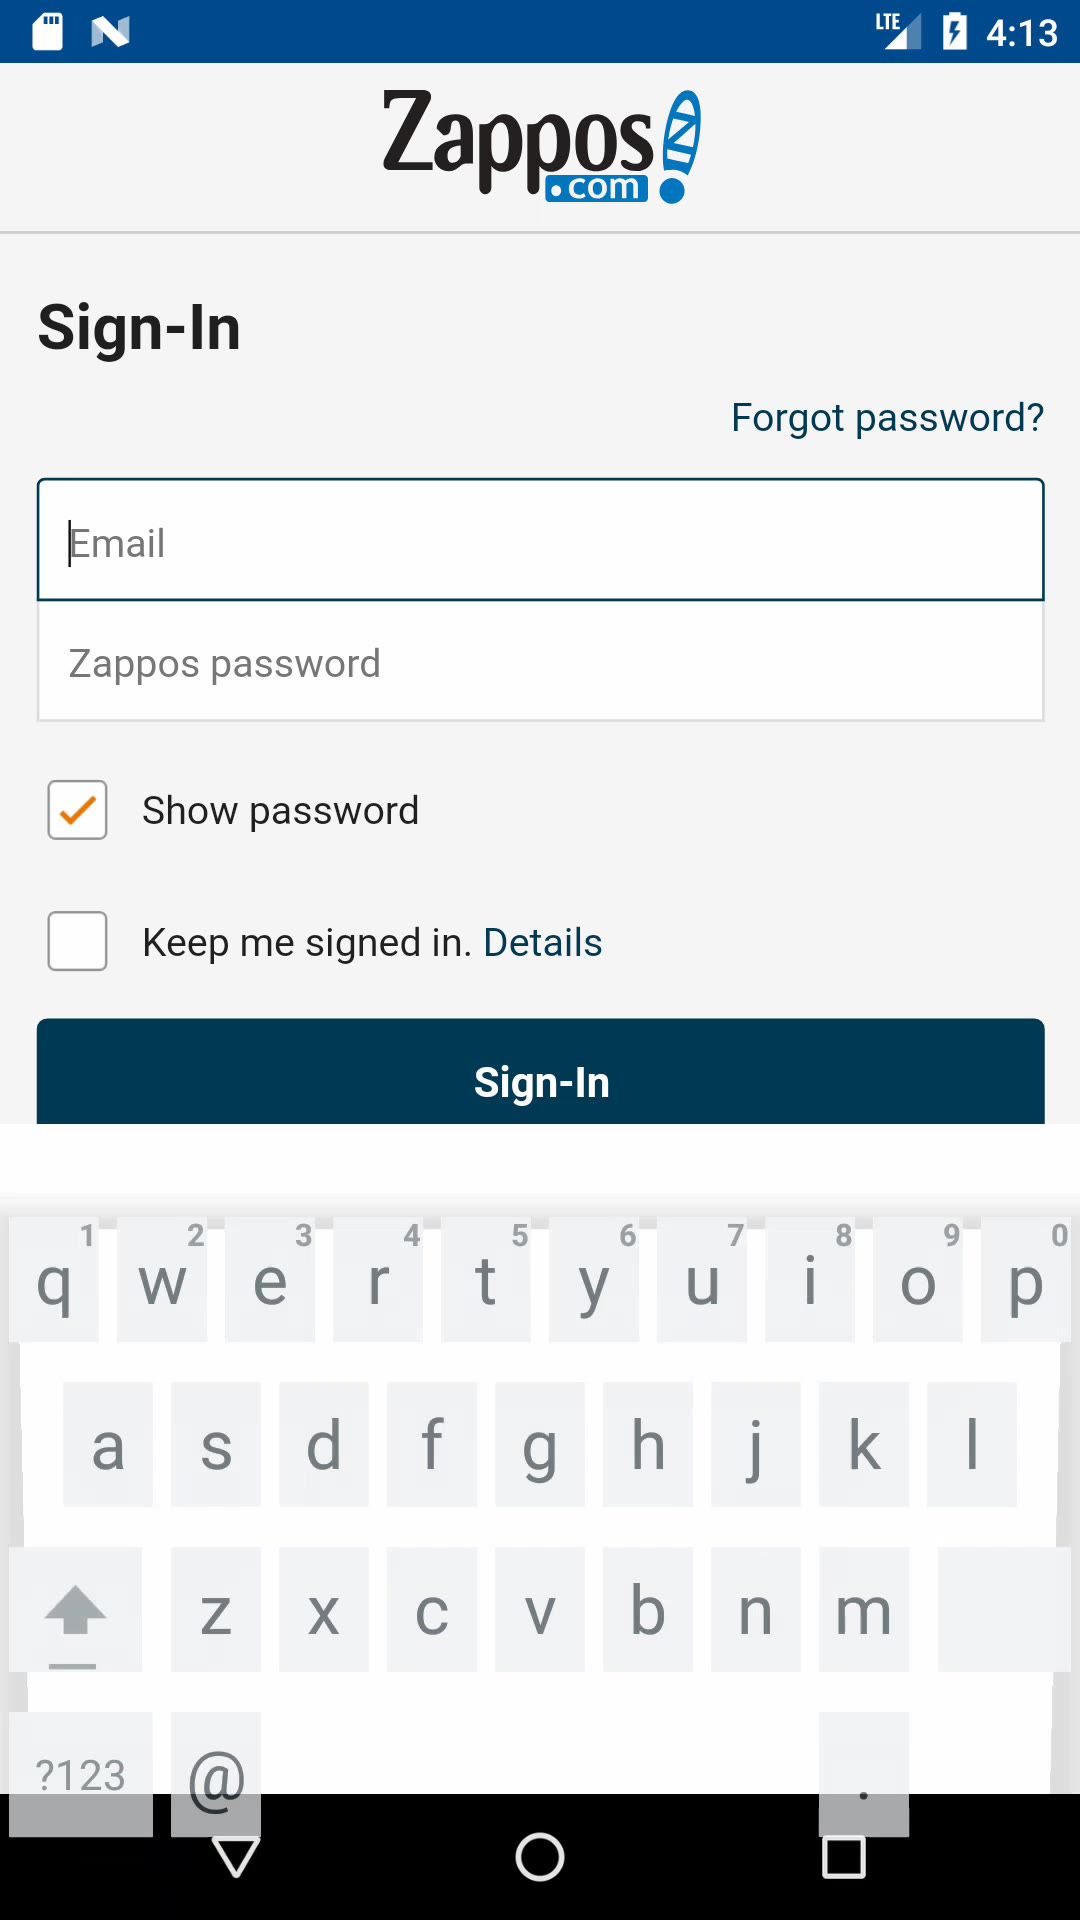 LTE 4:13
Zappos
.com
Sign-In
Forgot password?
Email
Zappos password
Show password
Keep me signed in. Details
Sign-In
1 2 3 4 5 6 7 8 9 0
q w e r t y u i o p
a s d f g h j k l
z x c v b n m
?123 @ .